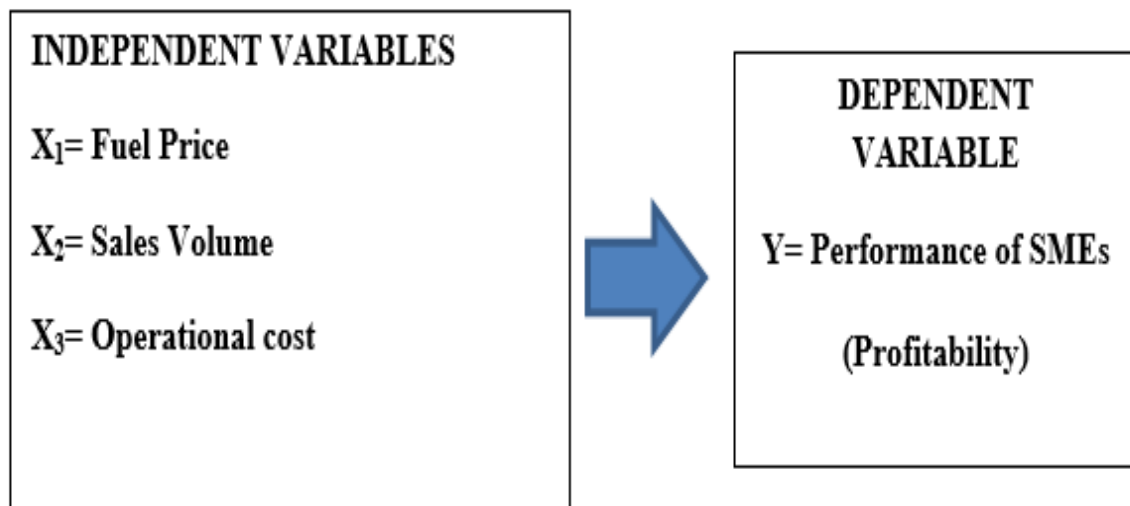 INDEPENDENT VARIABLES
X₁= Fuel Price
X₂= Sales Volume
X₃= Operational cost
DEPENDENT
VARIABLE
Y= Performance of SMEs
(Profitability)